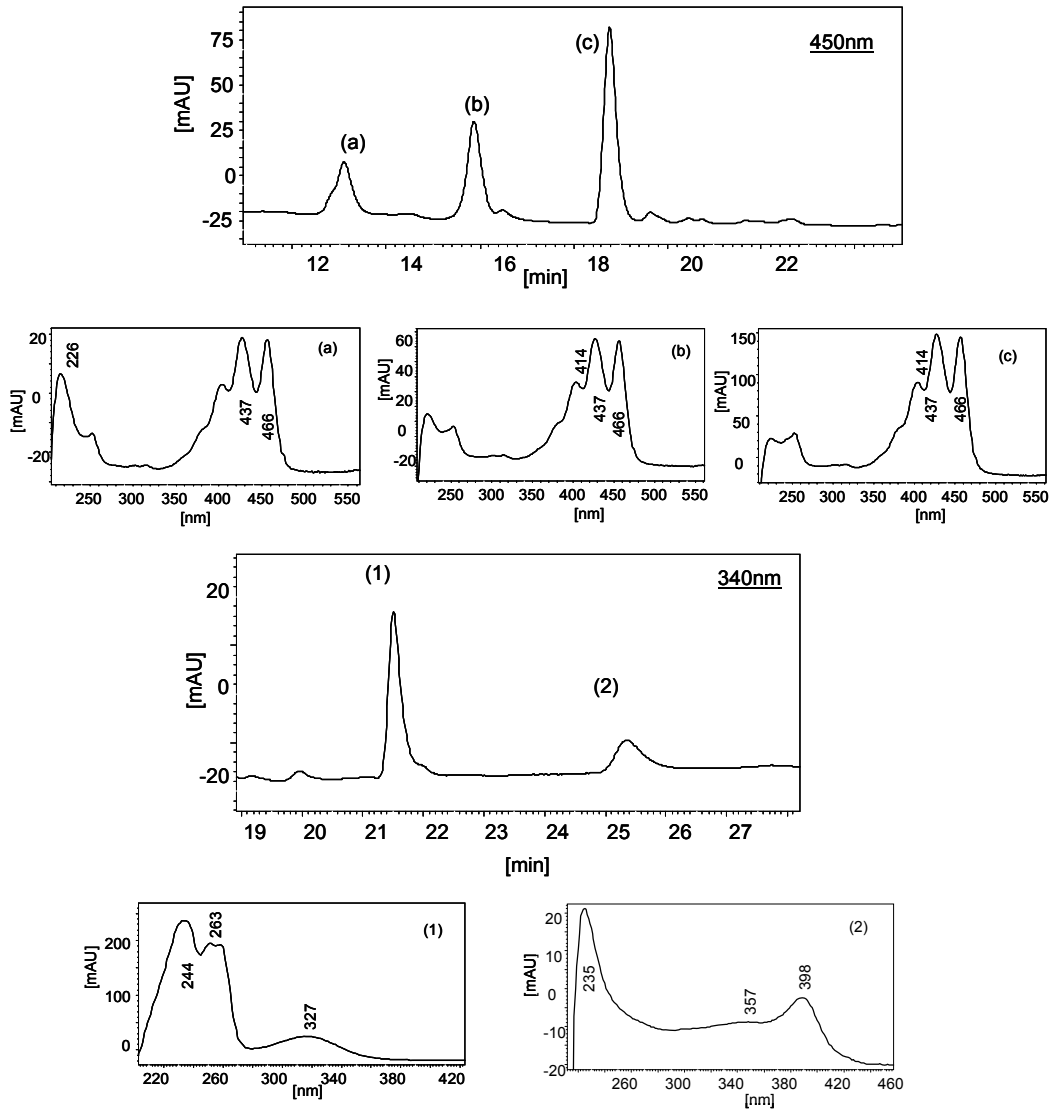 75
50
25
0
-25
[mAU]
(a)
(b)
(c)
450nm
12 14 16 18 20 22
[min]
20
0
-20
[mAU]
226
437
466
(a)
250 300 350 400 450 500 550
[nm]
60
40
20
0
-20
[mAU]
414
437
466
(b)
250 300 350 400 450 500 550
[nm]
150
100
50
0
[mAU]
414
437
466
(c)
250 300 350 400 450 500 550
[nm]
20
0
-20
[mAU]
(1)
(2)
340nm
19 20 21 22 23 24 25 26 27
[min]
200
100
0
[mAU]
244
263
327
(1)
220 260 300 340 380 420
[nm]
20
10
0
-10
-20
[mAU]
235
357
398
(2)
260 300 340 380 420 460
[nm]